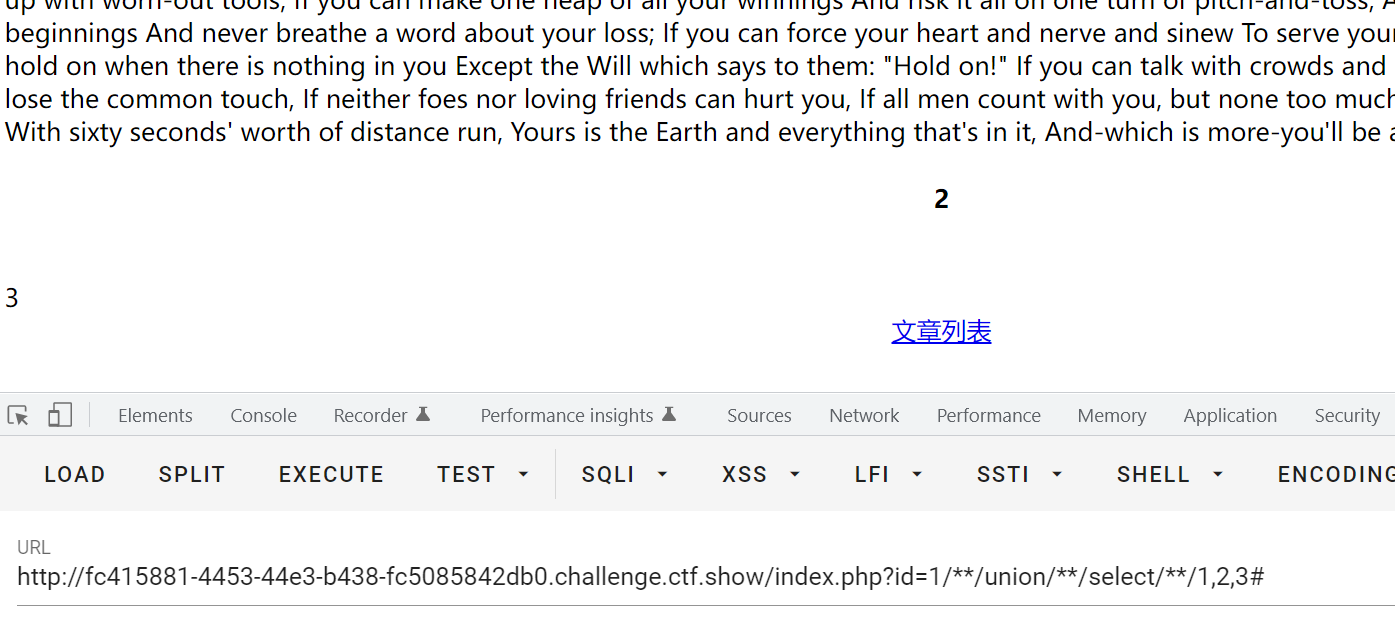 up with worn-out tools; If you can make one heap of all your winnings And risk it all on one turn of pitch-and-toss,
beginnings And never breathe a word about your loss; If you can force your heart and nerve and sinew To serve your
hold on when there is nothing in you Except the Will which says to them: "Hold on!" If you can talk with crowds and
lose the common touch, If neither foes nor loving friends can hurt you, If all men count with you, but none too much
With sixty seconds' worth of distance run, Yours is the Earth and everything that's in it, And-which is more-you'll be
2
3
文章列表
Elements Console Recorder Performance insights Sources Network Performance Memory Application Security
LOAD SPLIT EXECUTE TEST SQLI XSS LFI SSTI SHELL ENCODING
URL
http://fc415881-4453-44e3-b438-fc5085842db0.challenge.ctf.show/index.php?id=1/**/union/**/select/**/1,2,3#